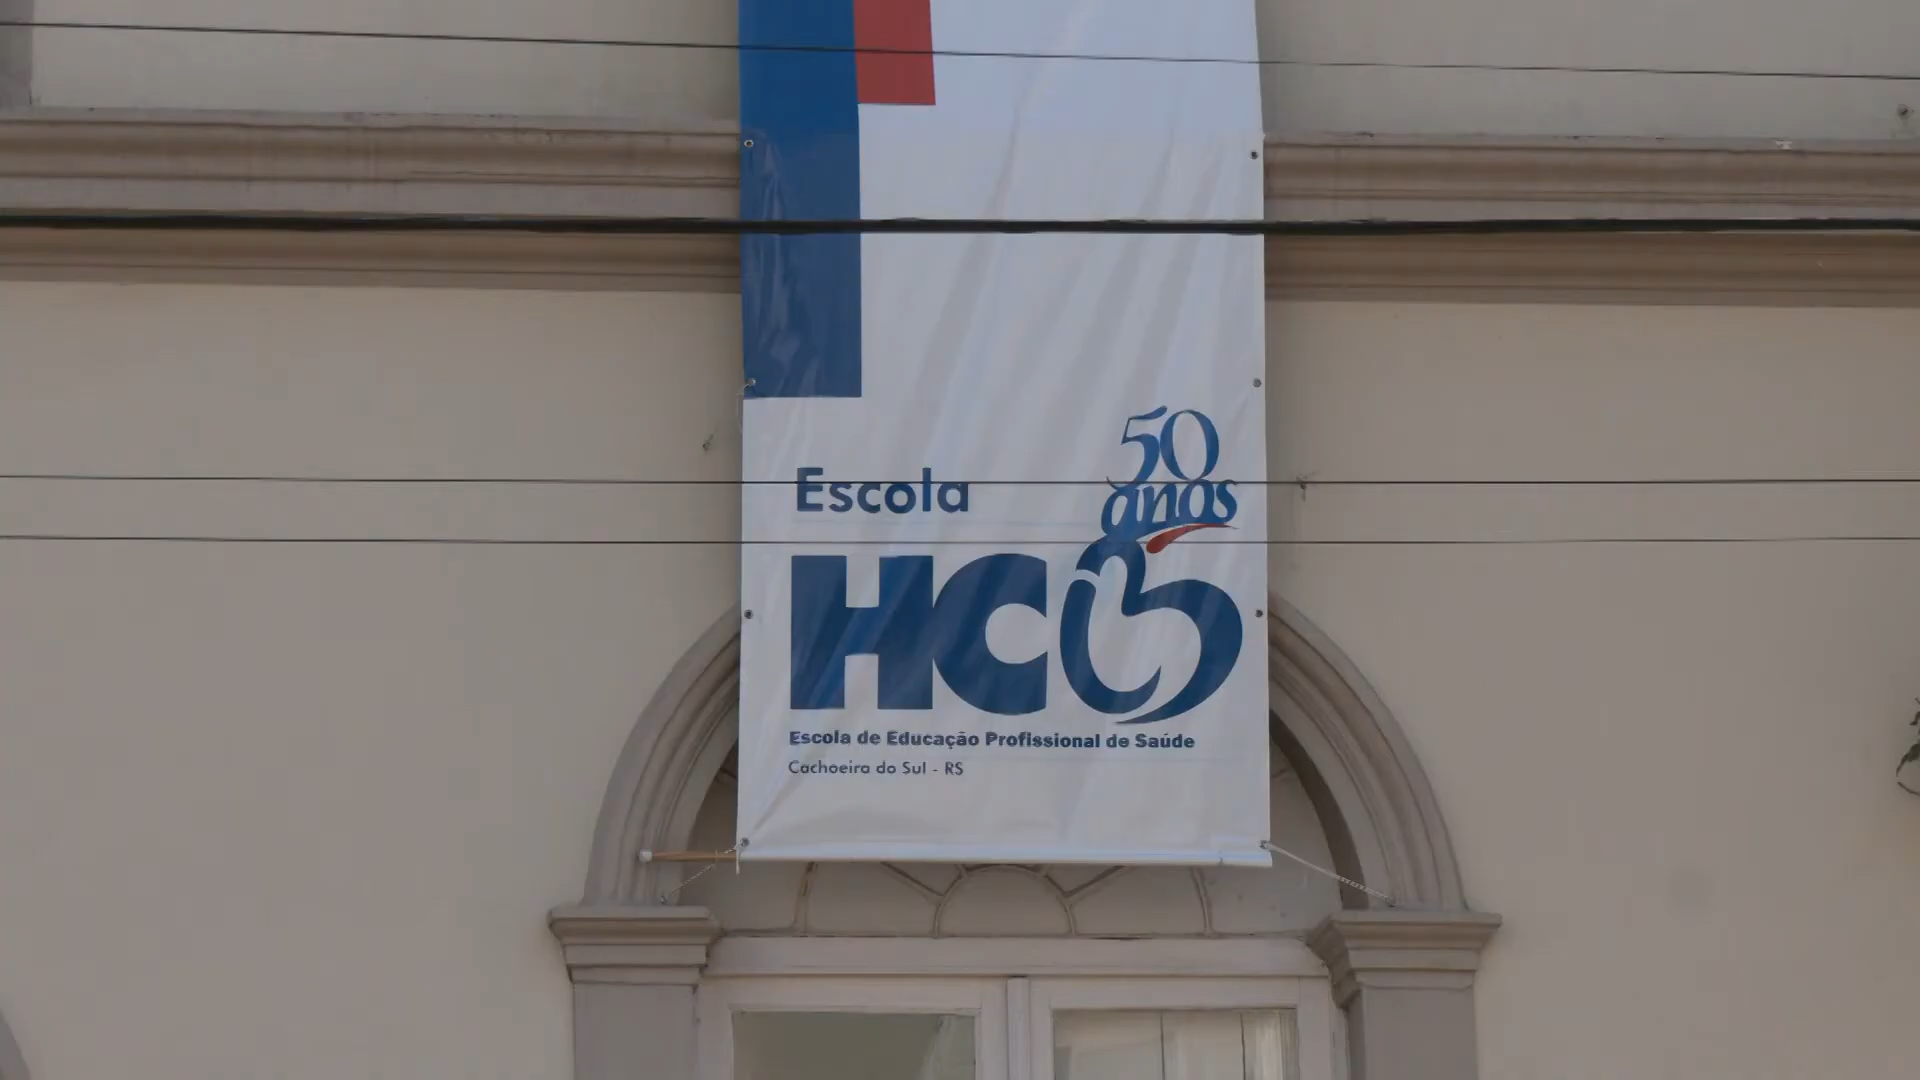 50
anos
Escola
HCB
Escola de Educação Profissional de Saúde
Cachoeira do Sul - RS